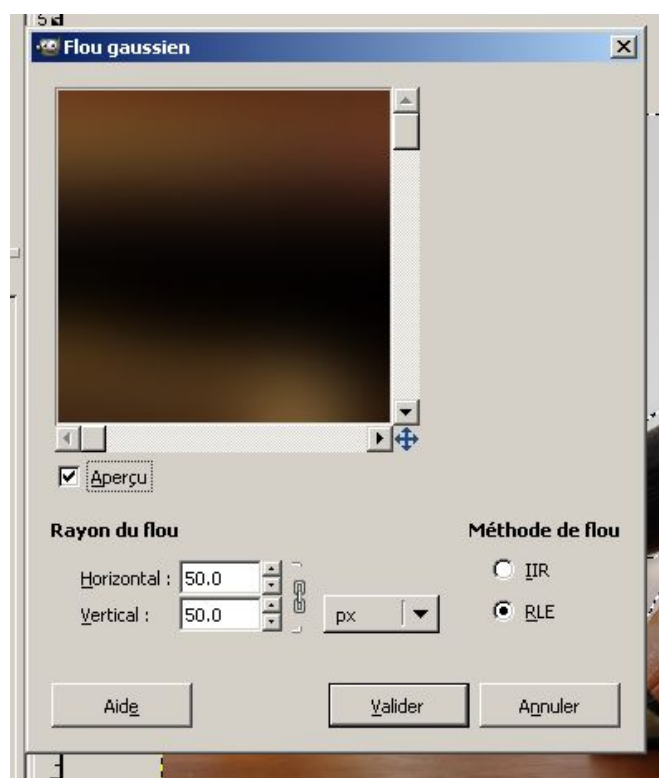 5
Flou gaussien
Aperçu
Rayon du flou
Méthode de flou
Horizontal : 50.0
IIR
Vertical : 50.0
px
RLE
Aide
Valider
Annuler